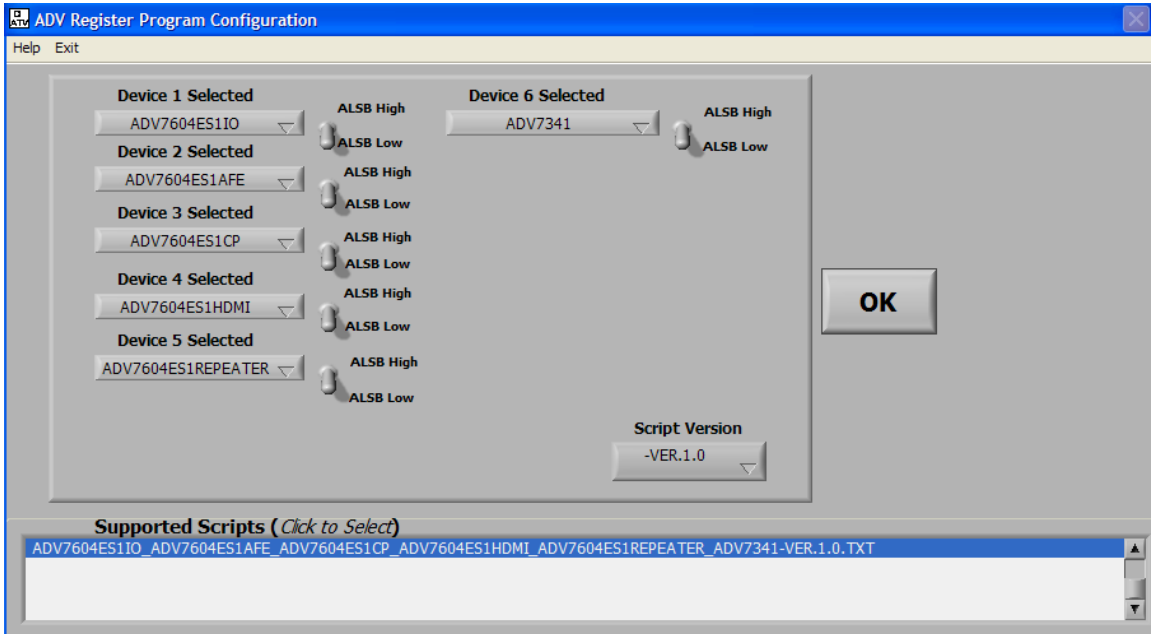 ATV ADV Register Program Configuration
Help Exit
Device 1 Selected
ADV7604ES1IO
ALSB High
ALSB Low
Device 2 Selected
ADV7604ES1AFE
ALSB High
ALSB Low
Device 3 Selected
ADV7604ES1CP
ALSB High
ALSB Low
Device 4 Selected
ADV7604ES1HDMI
ALSB High
ALSB Low
Device 5 Selected
ADV7604ES1REPEATER
ALSB High
ALSB Low
Device 6 Selected
ADV7341
ALSB High
ALSB Low
OK
Script Version
-VER.1.0
Supported Scripts (Click to Select)
ADV7604ES1IO_ADV7604ES1AFE_ADV7604ES1CP_ADV7604ES1HDMI_ADV7604ES1REPEATER_ADV7341-VER.1.0.TXT